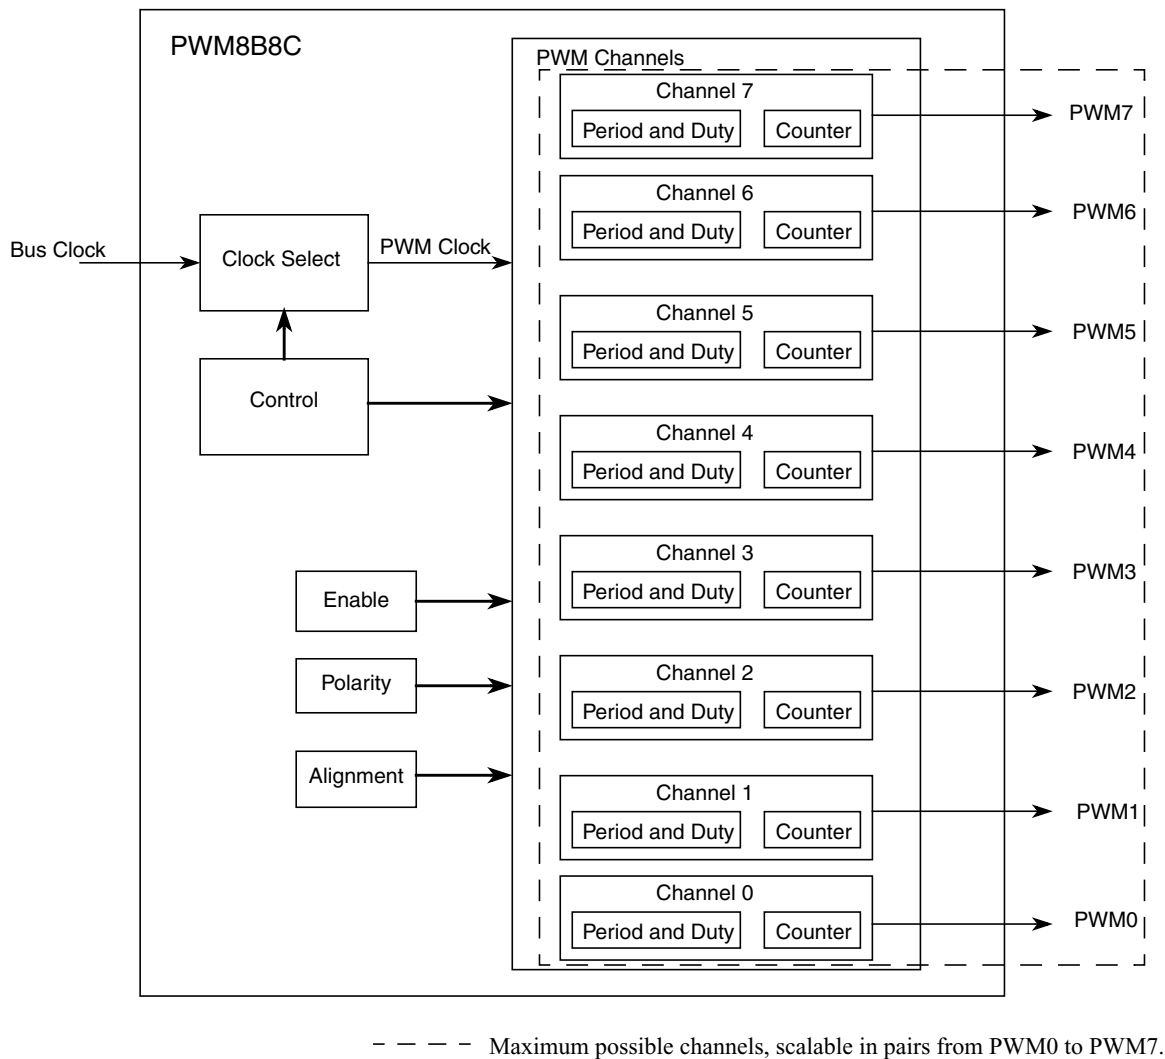 PWM8B8C
PWM Channels
Channel 7
Period and Duty
Counter
PWM7
Channel 6
Period and Duty
Counter
PWM6
Bus Clock
Clock Select
PWM Clock
Channel 5
Period and Duty
Counter
PWM5
Control
Channel 4
Period and Duty
Counter
PWM4
Channel 3
Period and Duty
Counter
PWM3
Enable
Polarity
Channel 2
Period and Duty
Counter
PWM2
Alignment
Channel 1
Period and Duty
Counter
PWM1
Channel 0
Period and Duty
Counter
PWM0
Maximum possible channels, scalable in pairs from PWM0 to PWM7.